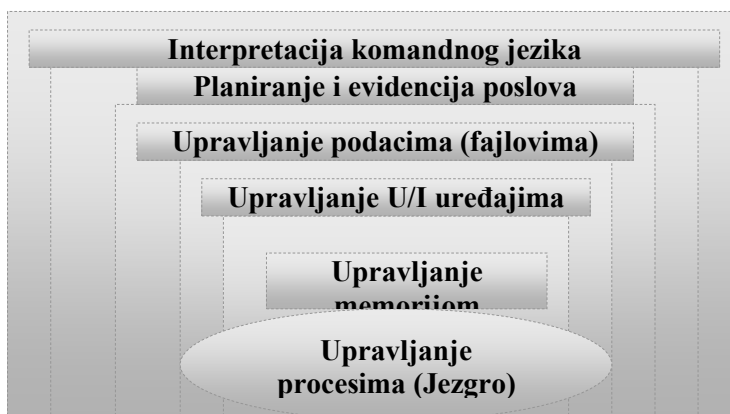 Interpretacija komandnog jezika
Planiranje i evidencija poslova
Upravljanje podacima (fajlovima)
Upravljanje U/I uređajima
Upravljanje
memorijom
Upravljanje
procesima (Jezgro)